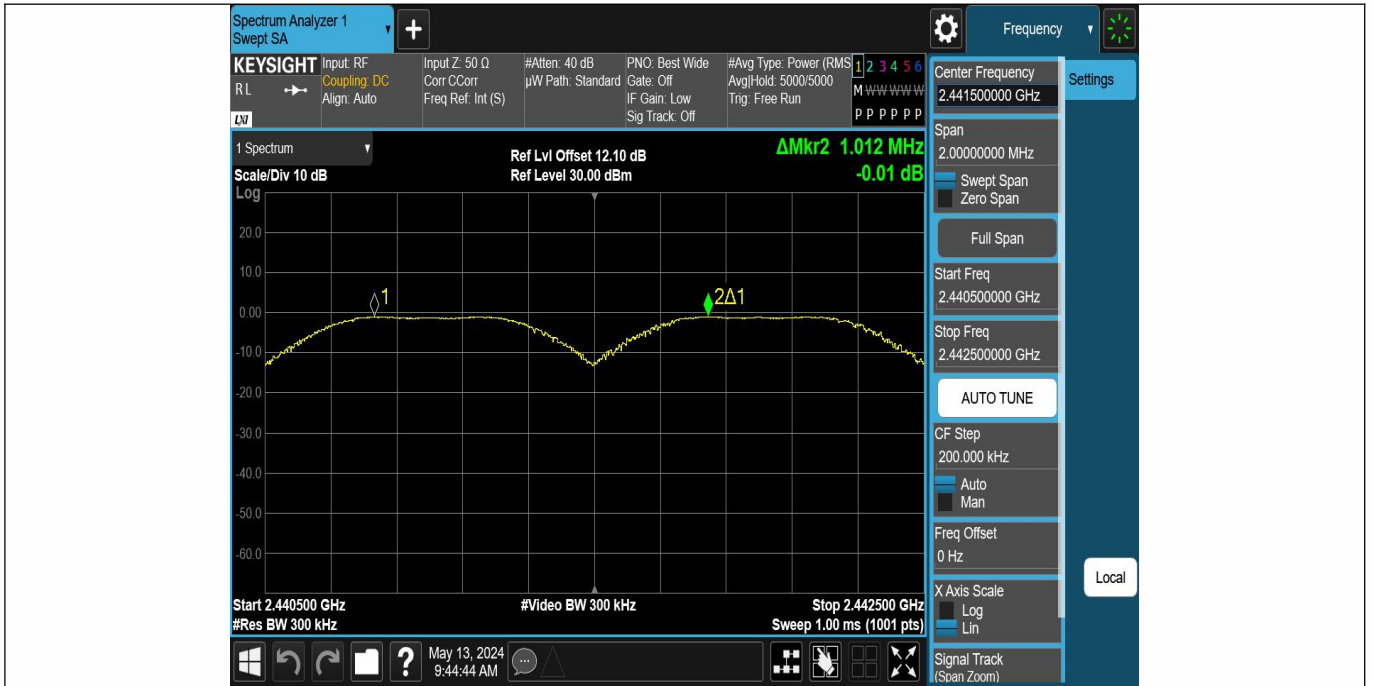 Spectrum Analyzer 1
Swept SA
+
Frequency
KEYSIGHT
RL
LXI
Input: RF
Coupling: DC
Align: Auto
Input Z: 50 Ω
Corr CCorr
Freq Ref: Int (S)
#Atten: 40 dB
µW Path: Standard
PNO: Best Wide
Gate: Off
IF Gain: Low
Sig Track: Off
#Avg Type: Power (RMS
Avg|Hold: 5000/5000
Trig: Free Run
1 2 3 4 5 6
M W W W W W
P P P P P P
1 Spectrum
Scale/Div 10 dB
Log
Ref Lvl Offset 12.10 dB
Ref Level 30.00 dBm
ΔMkr2 1.012 MHz
-0.01 dB
20.0
10.0
0.00
-10.0
-20.0
-30.0
-40.0
-50.0
-60.0
1
2Δ1
Start 2.440500 GHz
#Res BW 300 kHz
#Video BW 300 kHz
Stop 2.442500 GHz
Sweep 1.00 ms (1001 pts)
?
May 13, 2024
9:44:44 AM
Center Frequency
2.441500000 GHz
Settings
Span
2.00000000 MHz
Swept Span
Zero Span
Full Span
Start Freq
2.440500000 GHz
Stop Freq
2.442500000 GHz
AUTO TUNE
CF Step
200.000 kHz
Auto
Man
Freq Offset
0 Hz
Local
X Axis Scale
Log
Lin
Signal Track
(Span Zoom)